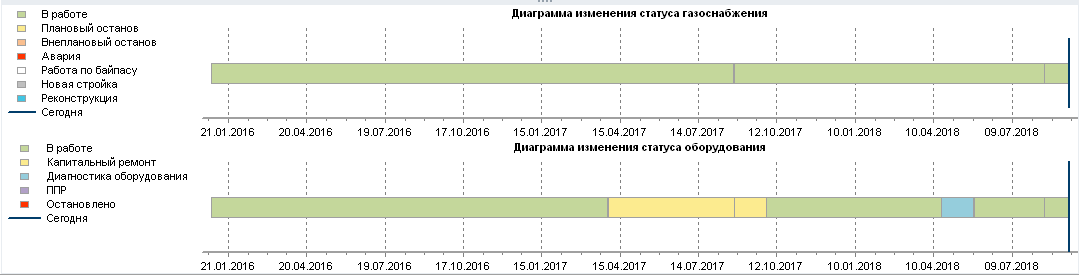 Диаграмма изменения статуса газоснабжения
В работе
Плановый останов
Внеплановый останов
Авария
Работа по байпасу
Новая стройка
Реконструкция
Сегодня
21.01.2016 20.04.2016 19.07.2016 17.10.2016 15.01.2017 15.04.2017 14.07.2017 12.10.2017 10.01.2018 10.04.2018 09.07.2018
Диаграмма изменения статуса оборудования
В работе
Капитальный ремонт
Диагностика оборудования
ППР
Остановлено
Сегодня
21.01.2016 20.04.2016 19.07.2016 17.10.2016 15.01.2017 15.04.2017 14.07.2017 12.10.2017 10.01.2018 10.04.2018 09.07.2018